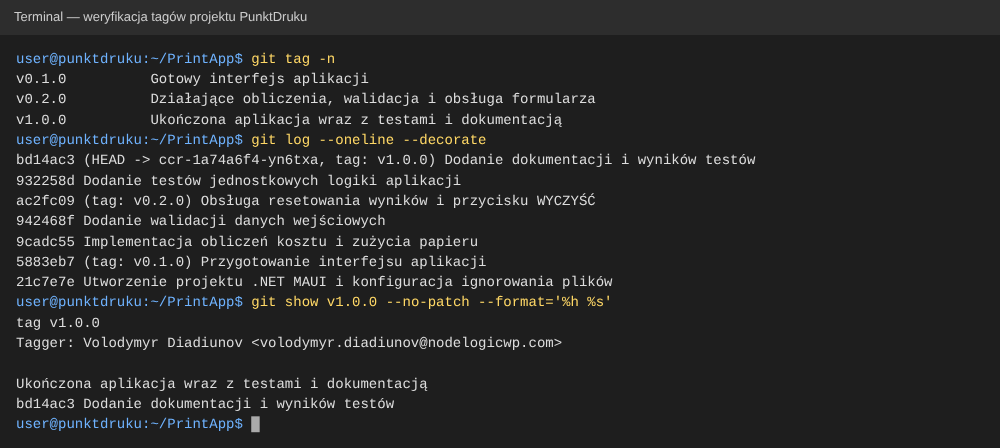 Terminal — weryfikacja tagów projektu PunktDruku
user@punktdruku:~/PrintApp$ git tag -n
v0.1.0          Gotowy interfejs aplikacji
v0.2.0          Działające obliczenia, walidacja i obsługa formularza
v1.0.0          Ukończona aplikacja wraz z testami i dokumentacją
user@punktdruku:~/PrintApp$ git log --oneline --decorate
bd14ac3 (HEAD -> ccr-1a74a6f4-yn6txa, tag: v1.0.0) Dodanie dokumentacji i wyników testów
932258d Dodanie testów jednostkowych logiki aplikacji
ac2fc09 (tag: v0.2.0) Obsługa resetowania wyników i przycisku WYCZYŚĆ
942468f Dodanie walidacji danych wejściowych
9cadc55 Implementacja obliczeń kosztu i zużycia papieru
5883eb7 (tag: v0.1.0) Przygotowanie interfejsu aplikacji
21c7e7e Utworzenie projektu .NET MAUI i konfiguracja ignorowania plików
user@punktdruku:~/PrintApp$ git show v1.0.0 --no-patch --format='%h %s'
tag v1.0.0
Tagger: Volodymyr Diadiunov <volodymyr.diadiunov@nodelogicwp.com>
Ukończona aplikacja wraz z testami i dokumentacją
bd14ac3 Dodanie dokumentacji i wyników testów
user@punktdruku:~/PrintApp$